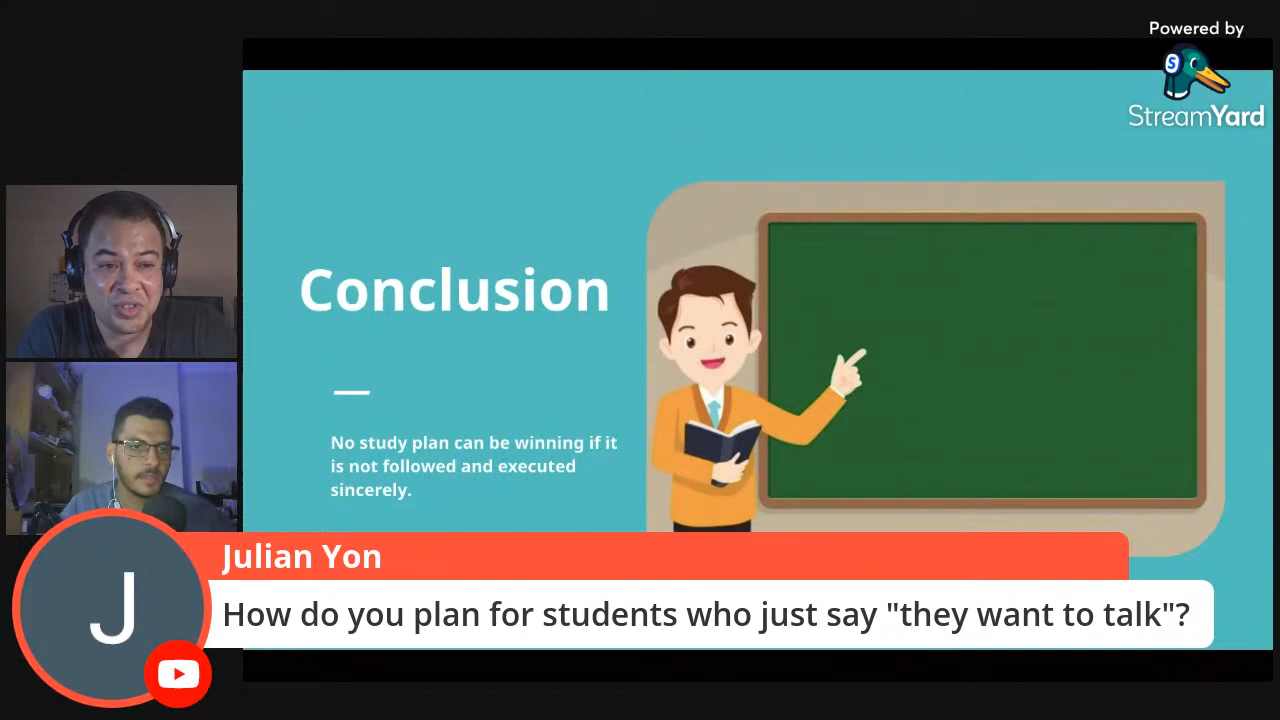 Powered by
S
StreamYard
Conclusion
No study plan can be winning if it
is not followed and executed
sincerely.
J
Julian Yon
How do you plan for students who just say "they want to talk"?